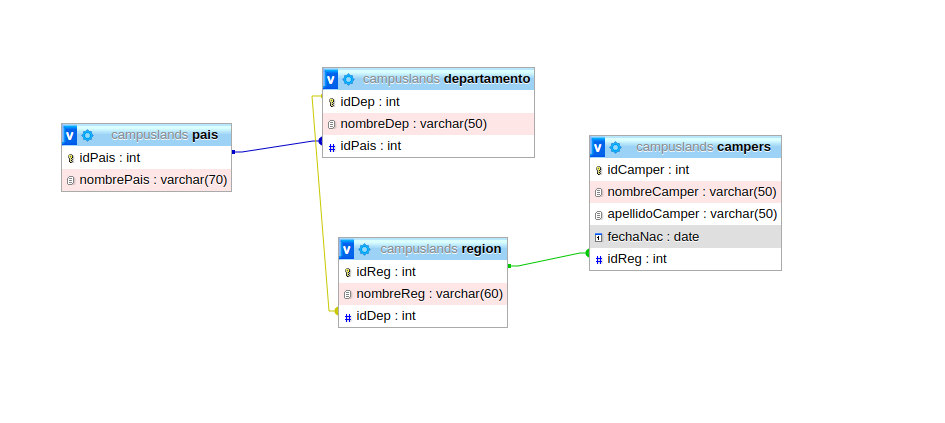 v campuslands pais
idPais : int
nombrePais : varchar(70)
v campuslands departamento
idDep : int
nombreDep : varchar(50)
# idPais : int
v campuslands region
idReg : int
nombreReg : varchar(60)
# idDep : int
v campuslands campers
idCamper : int
nombreCamper : varchar(50)
apellidoCamper : varchar(50)
fechaNac : date
# idReg : int